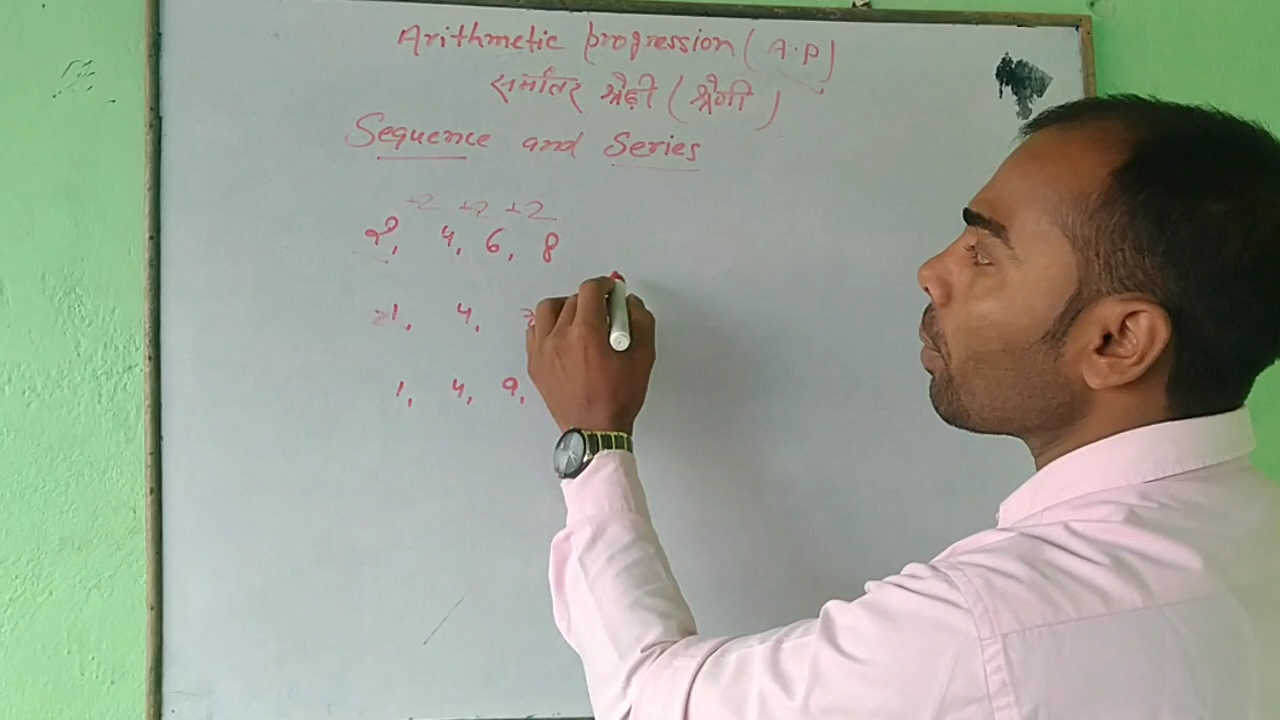 Arithmetic progression (A.P)
समांतर श्रेढ़ी (श्रेणी)
Sequence and Series
+2 +2 +2
2, 4, 6, 8
1, 4,
1, 4, 9,